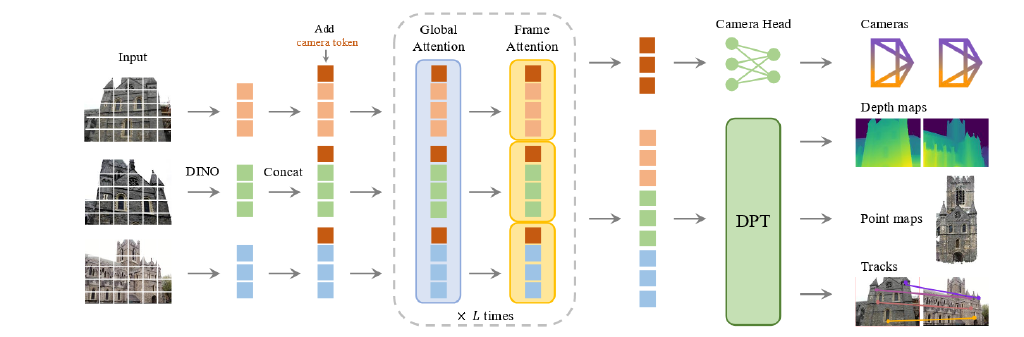 Input
DINO
Concat
Add
camera token
Global
Attention
Frame
Attention
× L times
Camera Head
DPT
Cameras
Depth maps
Point maps
Tracks